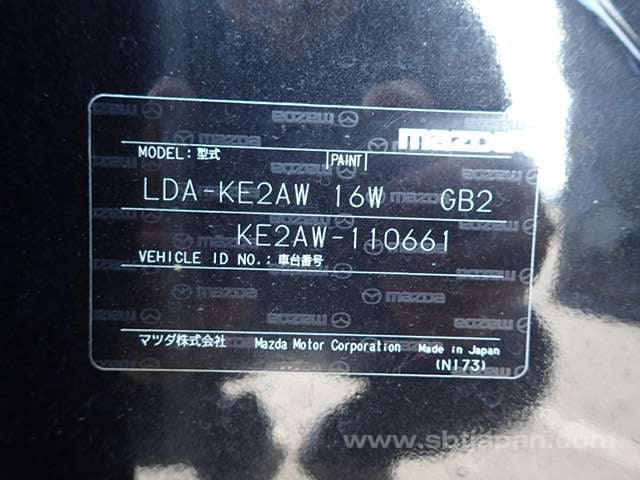 mazda
MODEL: 型式 PAINT
LDA-KE2AW 16W GB2
KE2AW-110661
VEHICLE ID NO.: 車台番号
マツダ株式会社 Mazda Motor Corporation Made in Japan
(N173)
www.sbtjapan.com